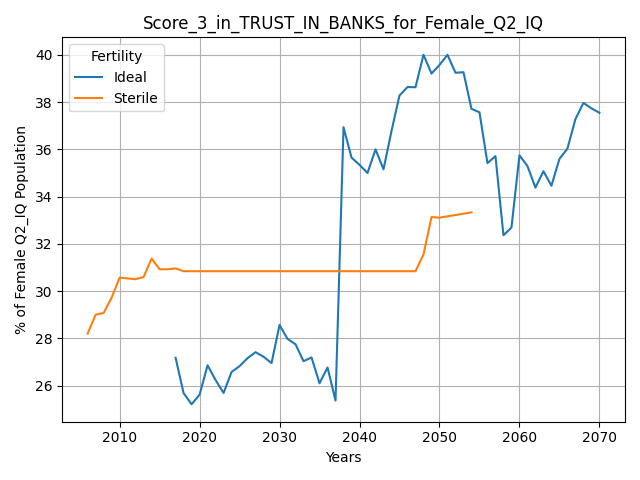 Score_3_in_TRUST_IN_BANKS_for_Female_Q2_IQ
Fertility
Ideal
Sterile
% of Female Q2_IQ Population
40
38
36
34
32
30
28
26
2010 2020 2030 2040 2050 2060 2070
Years